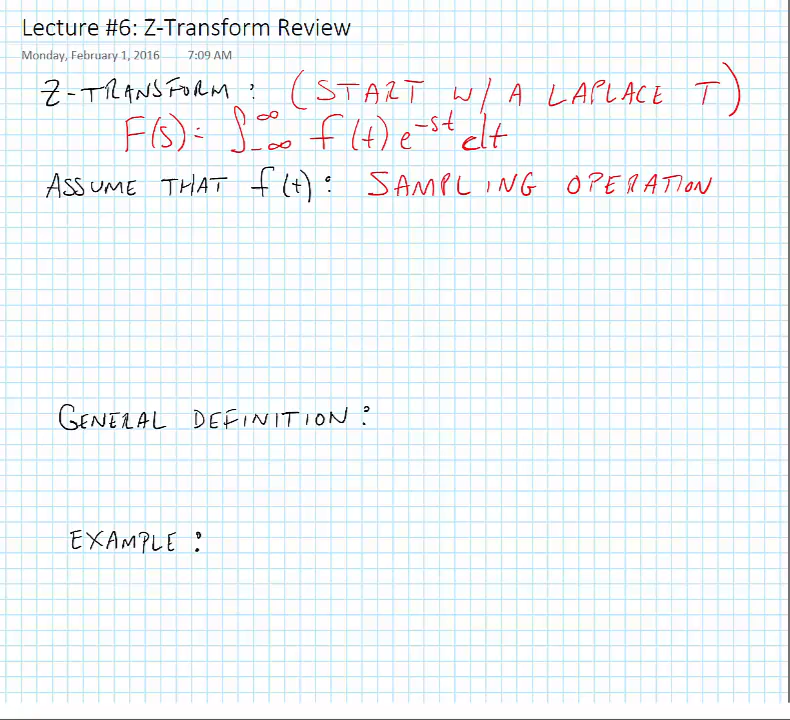 Lecture #6: Z-Transform Review
Monday, February 1, 2016 7:09 AM
Z-TRANSFORM: (START W/ A LAPLACE T)
F(s) = ∫_{-∞}^{∞} f(t) e^{-st} dt
ASSUME THAT f(t): SAMPLING OPERATION
GENERAL DEFINITION:
EXAMPLE: